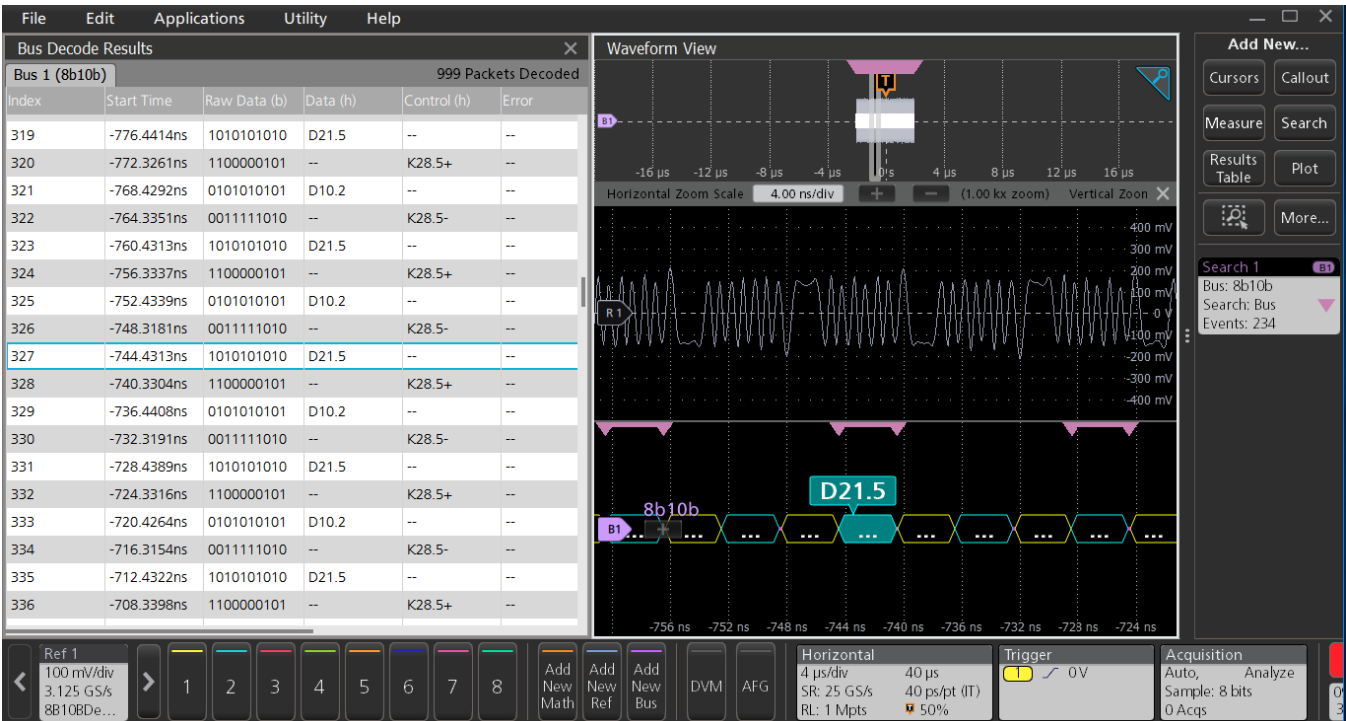 File Edit Applications Utility Help
Bus Decode Results
Bus 1 (8b10b) 999 Packets Decoded
Index Start Time Raw Data (b) Data (h) Control (h) Error
319 -776.4414ns 1010101010 D21.5 -- --
320 -772.3261ns 1100000101 -- K28.5+ --
321 -768.4292ns 0101010101 D10.2 -- --
322 -764.3351ns 0011111010 -- K28.5- --
323 -760.4313ns 1010101010 D21.5 -- --
324 -756.3337ns 1100000101 -- K28.5+ --
325 -752.4339ns 0101010101 D10.2 -- --
326 -748.3181ns 0011111010 -- K28.5- --
327 -744.4313ns 1010101010 D21.5 -- --
328 -740.3304ns 1100000101 -- K28.5+ --
329 -736.4408ns 0101010101 D10.2 -- --
330 -732.3191ns 0011111010 -- K28.5- --
331 -728.4389ns 1010101010 D21.5 -- --
332 -724.3316ns 1100000101 -- K28.5+ --
333 -720.4264ns 0101010101 D10.2 -- --
334 -716.3154ns 0011111010 -- K28.5- --
335 -712.4322ns 1010101010 D21.5 -- --
336 -708.3398ns 1100000101 -- K28.5+ --
Waveform View
T
B1
-16 µs -12 µs -8 µs -4 µs 0 s 4 µs 8 µs 12 µs 16 µs
Horizontal Zoom Scale 4.00 ns/div + − (1.00 kx zoom) Vertical Zoon
400 mV
300 mV
200 mV
100 mV
R 1 0 V
-100 mV
-200 mV
-300 mV
-400 mV
D21.5
8b10b
B1 ... ... ... ... ... ... ... ... ... ...
-756 ns -752 ns -748 ns -744 ns -740 ns -736 ns -732 ns -728 ns -724 ns
Add New...
Cursors Callout
Measure Search
Results Table Plot
More...
Search 1 B1
Bus: 8b10b
Search: Bus
Events: 234
Ref 1
100 mV/div
3.125 GS/s
8B10BDe...
1 2 3 4 5 6 7 8
Add New Math
Add New Ref
Add New Bus
DVM AFG
Horizontal
4 µs/div 40 µs
SR: 25 GS/s 40 ps/pt (IT)
RL: 1 Mpts 50%
Trigger
1 0 V
Acquisition
Auto, Analyze
Sample: 8 bits
0 Acqs